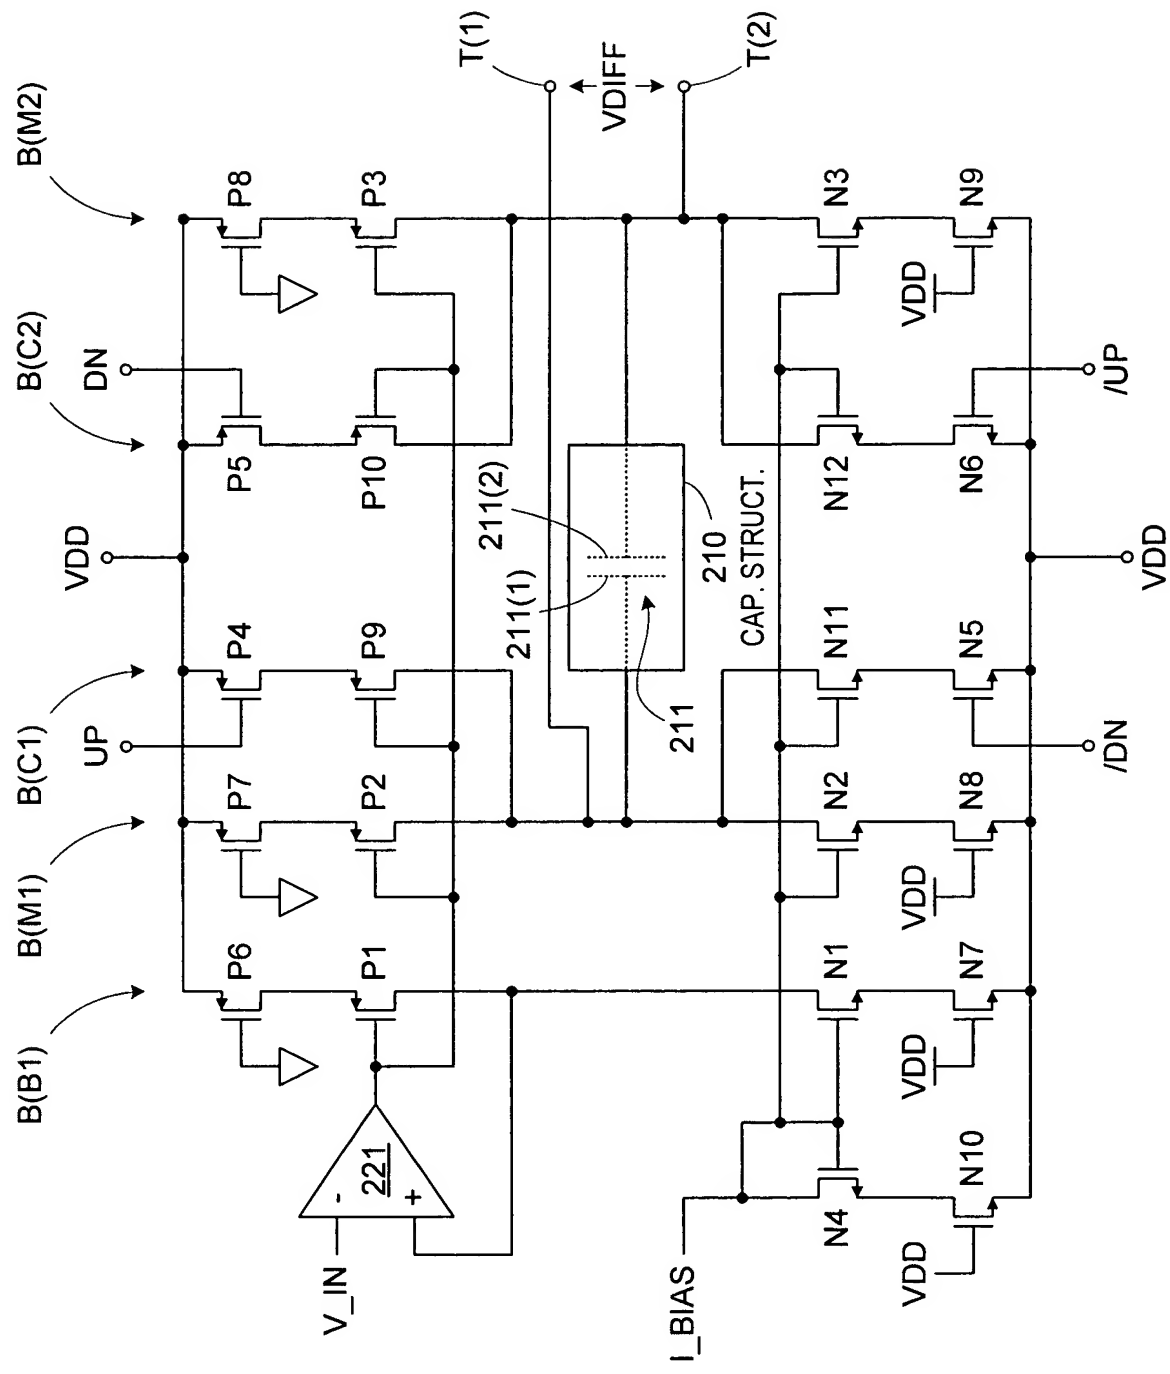 B(B1)
B(M1)
B(C1)
B(C2)
B(M2)
UP
VDD
DN
T(1)
VDIFF
T(2)
P6
P7
P4
P5
P8
P1
P2
P9
P10
P3
V_IN
-
+
221
211(1)
211(2)
211
210
CAP. STRUCT.
I_BIAS
N4
N1
N2
N11
N12
N3
VDD
N10
VDD
N7
VDD
N8
N5
N6
VDD
N9
/DN
VDD
/UP